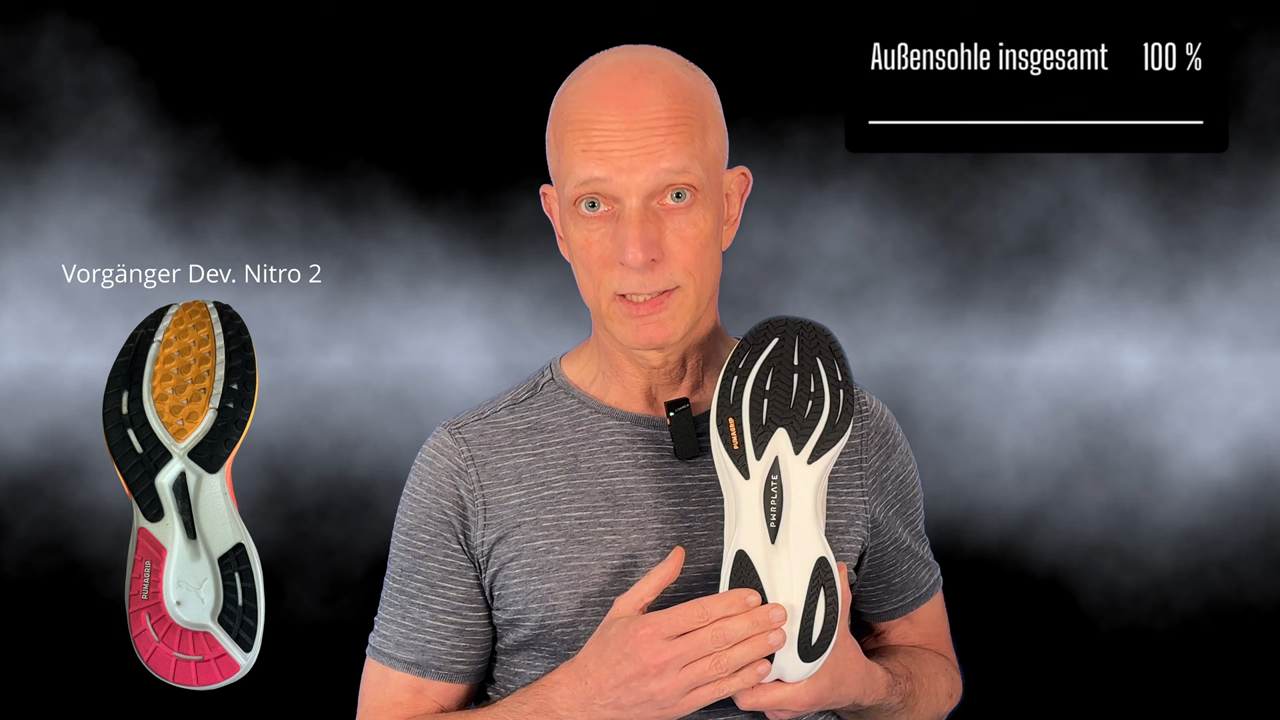 Außensohle insgesamt 100 %
Vorgänger Dev. Nitro 2
PUMAGRIP
PUMAGRIP
PWRPLATE